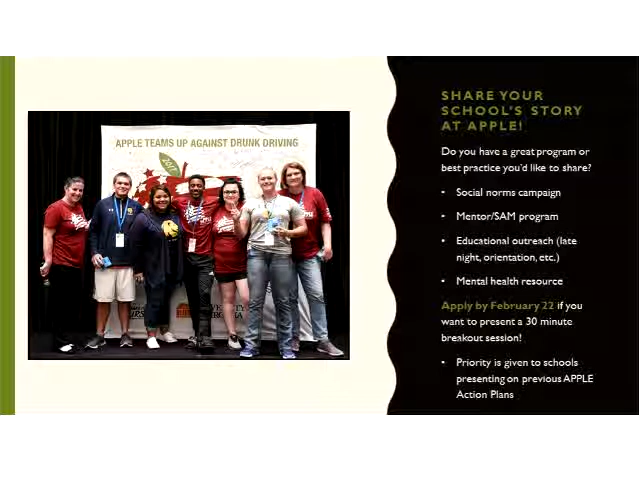 APPLE TEAMS UP AGAINST DRUNK DRIVING
2017
SHARE YOUR
SCHOOL'S STORY
AT APPLE!
Do you have a great program or
best practice you'd like to share?
• Social norms campaign
• Mentor/SAM program
• Educational outreach (late
night, orientation, etc.)
• Mental health resource
Apply by February 22 if you
want to present a 30 minute
breakout session!
• Priority is given to schools
presenting on previous APPLE
Action Plans